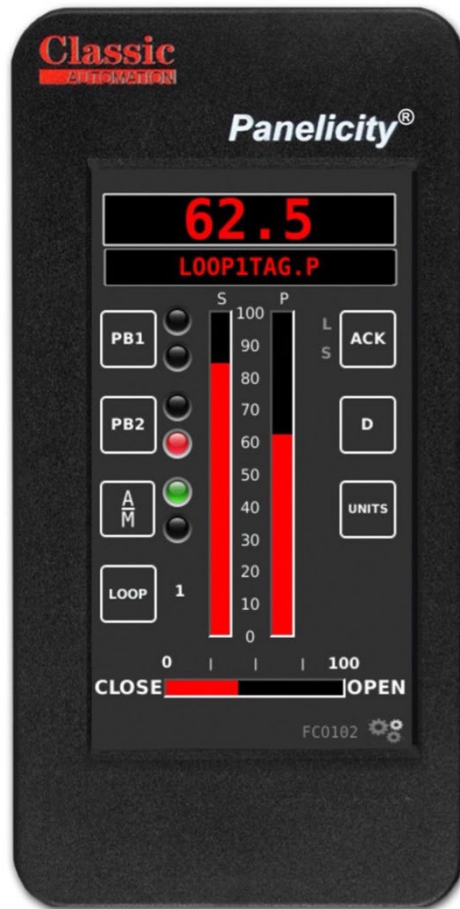 Classic
AUTOMATION
Panelicity®
62.5
LOOP1TAG.P
S P
100
90
80
70
60
50
40
30
20
10
0
PB1
PB2
A
M
LOOP 1
L
S
ACK
D
UNITS
0 100
CLOSE OPEN
FCO102